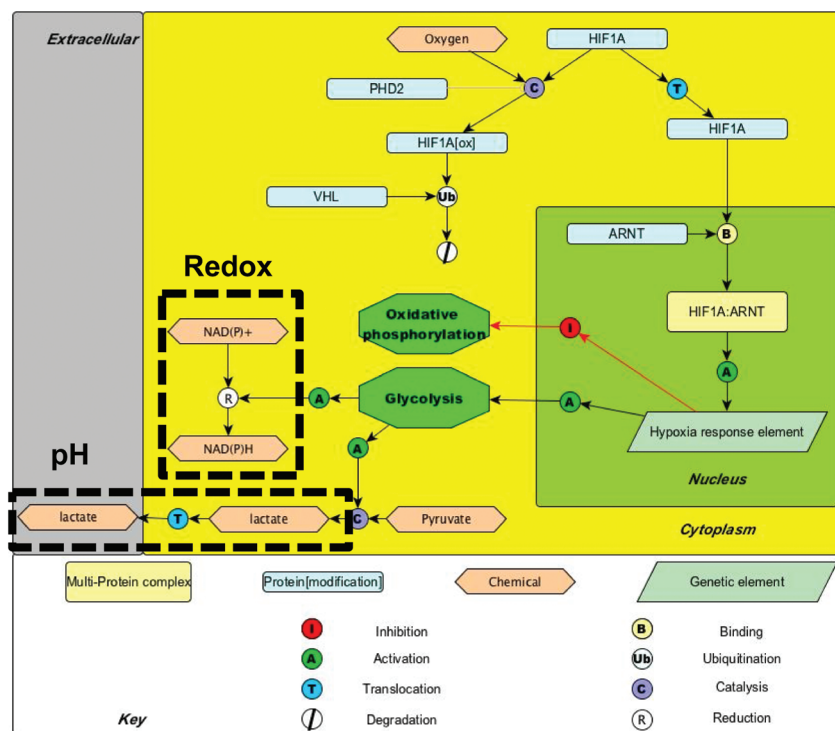 Extracellular
Oxygen
HIF1A
PHD2
C
T
HIF1A[ox]
HIF1A
VHL
Ub
ARNT
B
Redox
NAD(P)+
Oxidative
phosphorylation
I
HIF1A:ARNT
R
A
Glycolysis
A
A
Hypoxia response element
NAD(P)H
A
pH
Nucleus
lactate
T
lactate
C
Pyruvate
Cytoplasm
Multi-Protein complex
Protein[modification]
Chemical
Genetic element
I
Inhibition
B
Binding
A
Activation
Ub
Ubiquitination
T
Translocation
C
Catalysis
Degradation
R
Reduction
Key